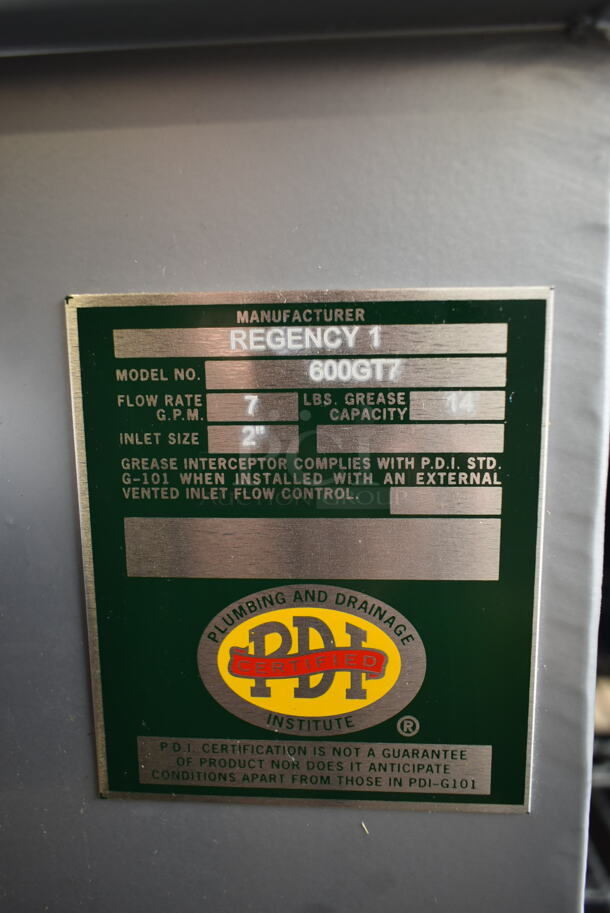 MANUFACTURER
REGENCY 1
MODEL NO. 600GT7
FLOW RATE G.P.M. 7 LBS. GREASE CAPACITY 14
INLET SIZE 2"
GREASE INTERCEPTOR COMPLIES WITH P.D.I. STD.
G-101 WHEN INSTALLED WITH AN EXTERNAL
VENTED INLET FLOW CONTROL.
AUCTION GROUP
PLUMBING AND DRAINAGE
PDI
CERTIFIED
INSTITUTE ®
P.D.I. CERTIFICATION IS NOT A GUARANTEE
OF PRODUCT NOR DOES IT ANTICIPATE
CONDITIONS APART FROM THOSE IN PDI-G101